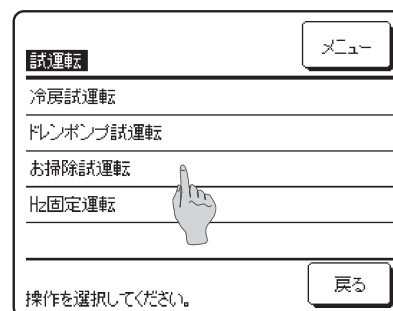 メニュー
試運転
冷房試運転
ドレンポンプ試運転
お掃除試運転
Hz固定運転
戻る
操作を選択してください。